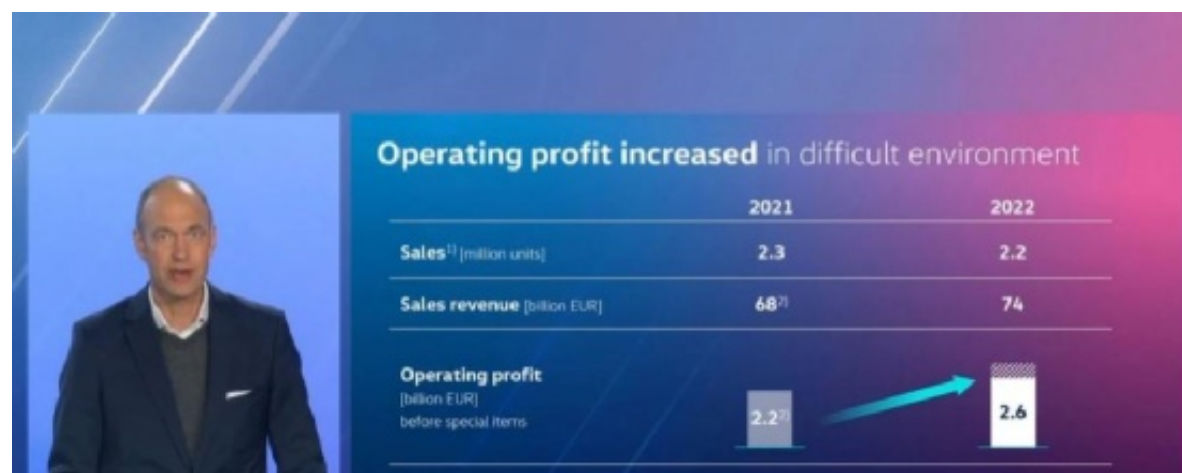 Operating profit increased in difficult environment
2021 2022
Sales¹⁾ [million units] 2.3 2.2
Sales revenue [billion EUR] 68²⁾ 74
Operating profit
[billion EUR]
before special items
2.2²⁾ 2.6